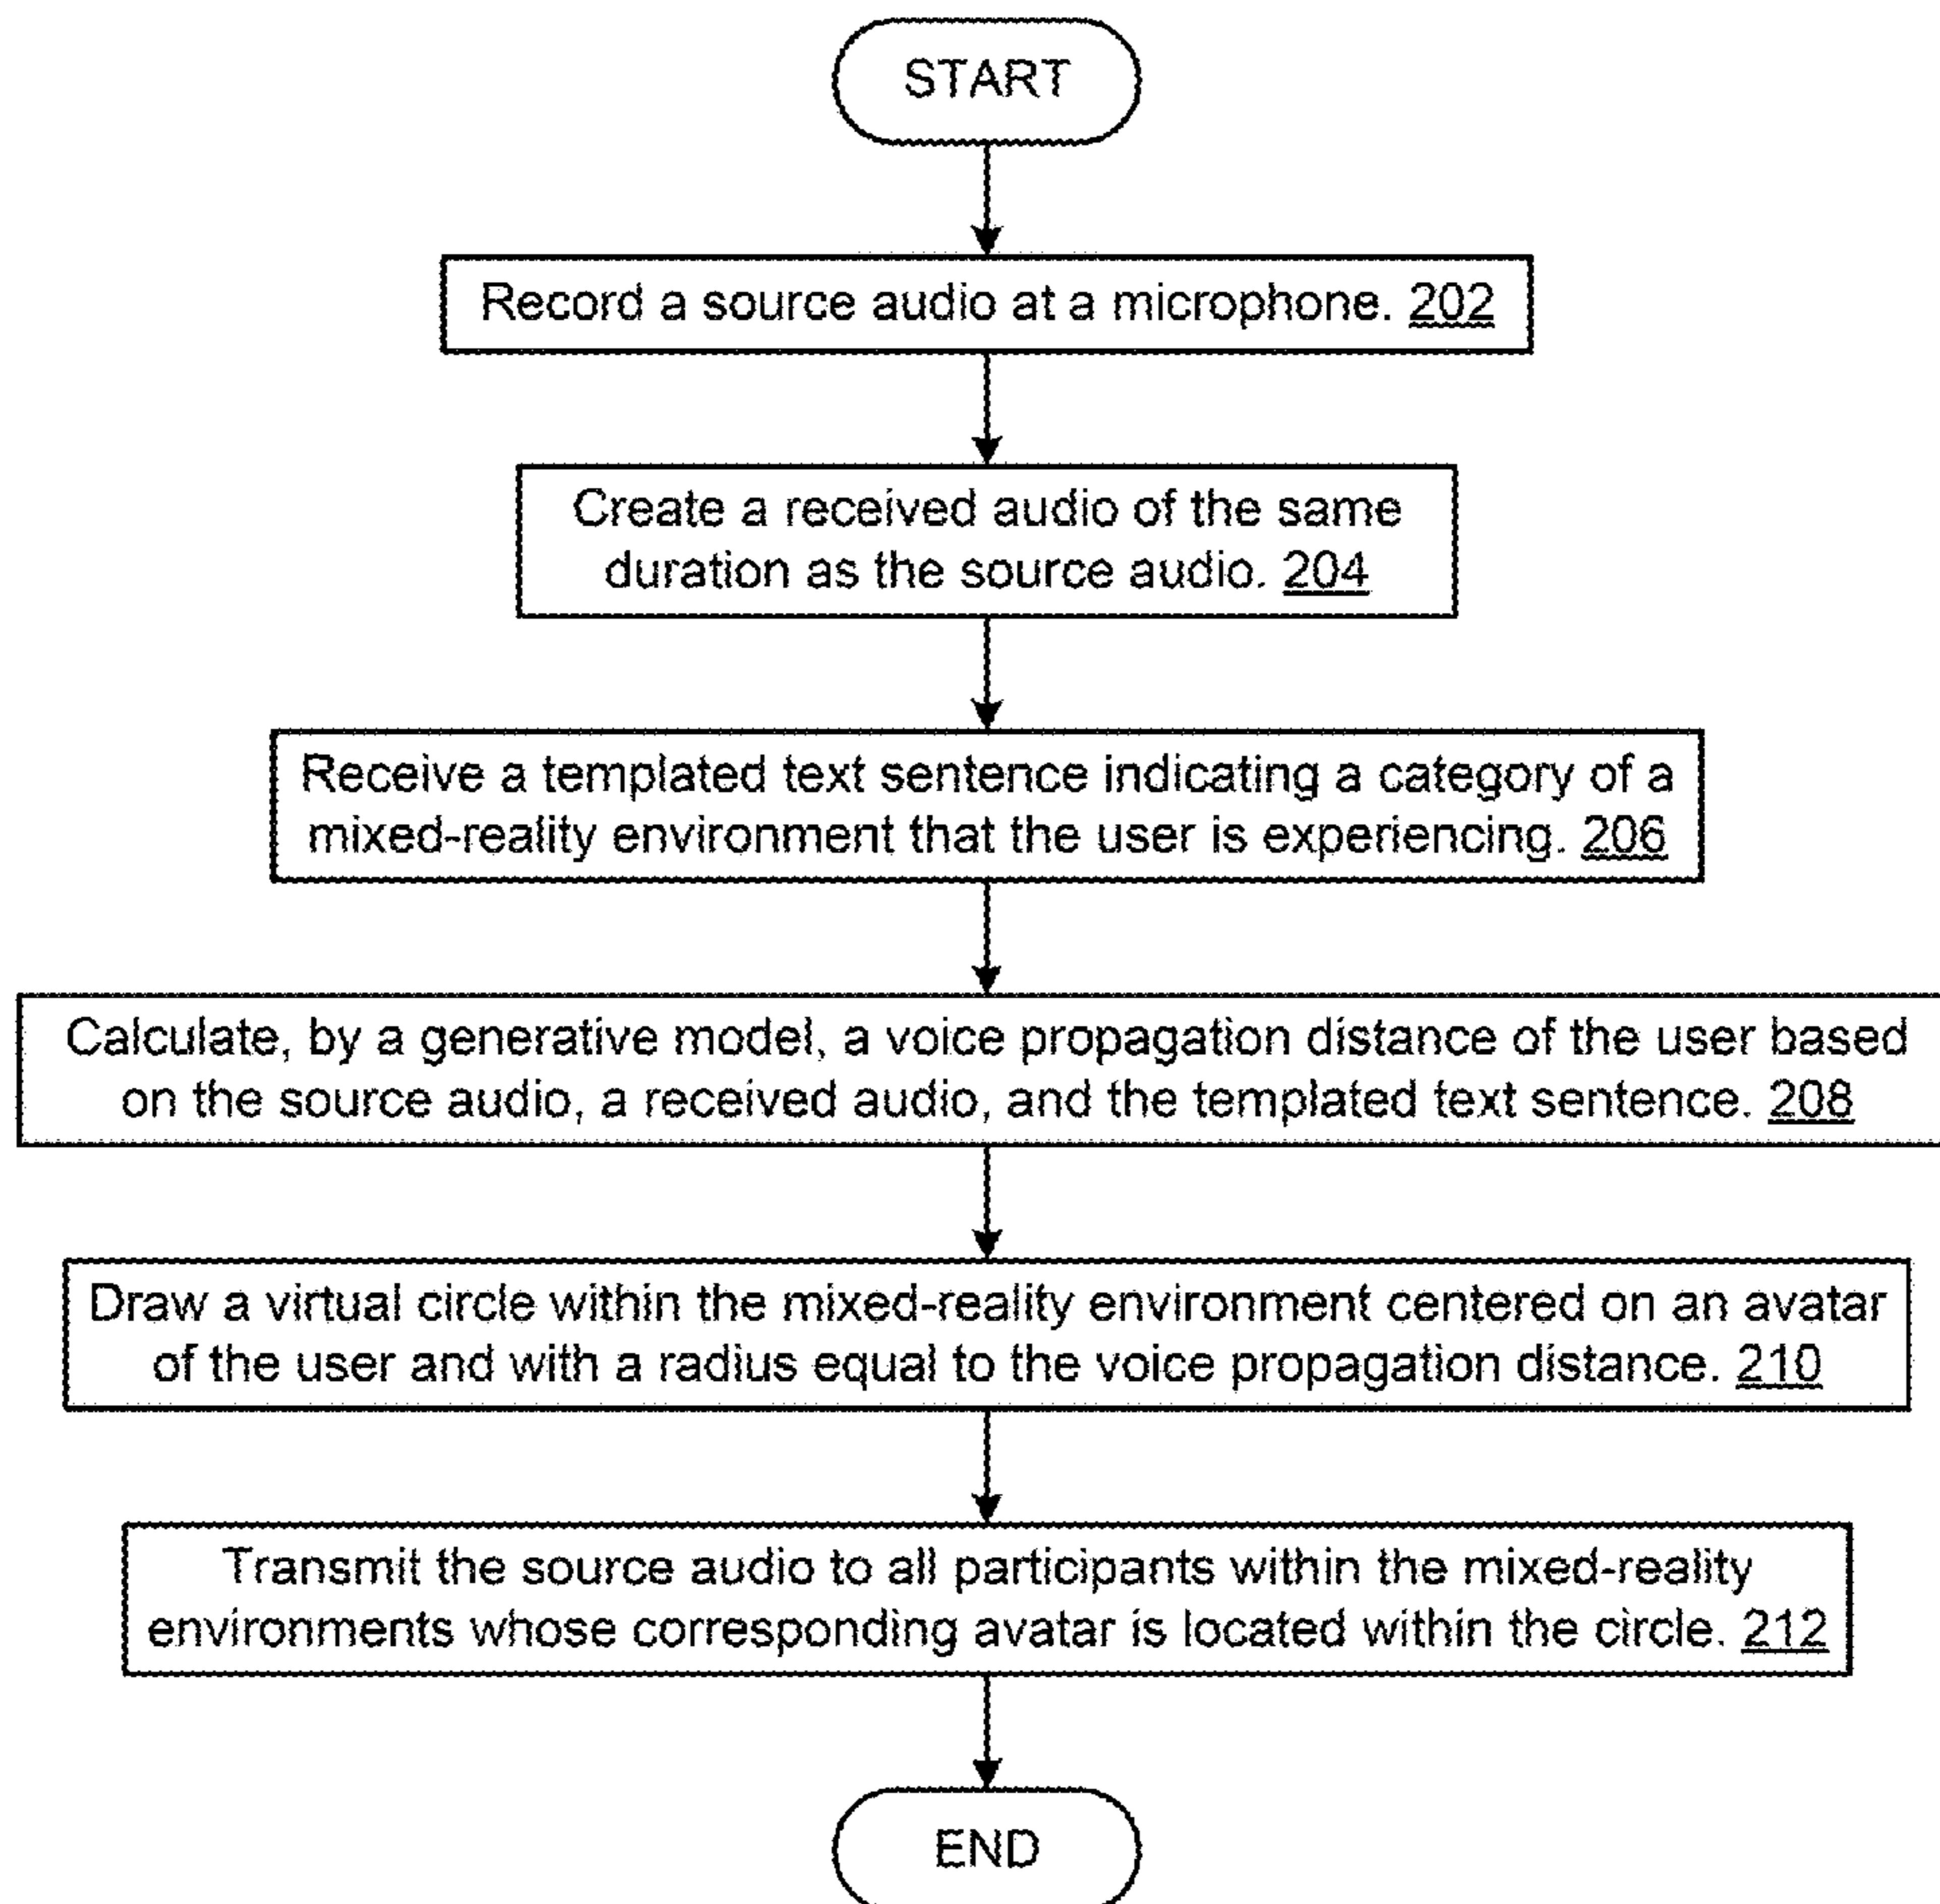 START
Record a source audio at a microphone. 202
Create a received audio of the same
duration as the source audio. 204
Receive a templated text sentence indicating a category of a
mixed-reality environment that the user is experiencing. 206
Calculate, by a generative model, a voice propagation distance of the user based
on the source audio, a received audio, and the templated text sentence. 208
Draw a virtual circle within the mixed-reality environment centered on an avatar
of the user and with a radius equal to the voice propagation distance. 210
Transmit the source audio to all participants within the mixed-reality
environments whose corresponding avatar is located within the circle. 212
END